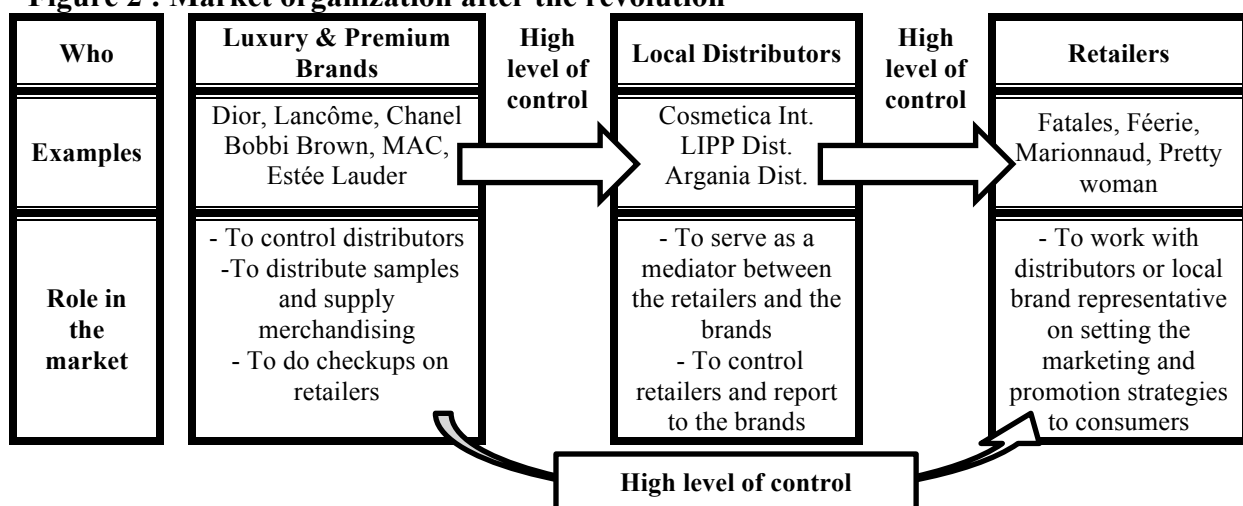 Figure 2 : Market organization after the revolution
Who
Luxury & Premium
Brands
High
level of
control
Local Distributors
High
level of
control
Retailers
Examples
Dior, Lancôme, Chanel
Bobbi Brown, MAC,
Estée Lauder
Cosmetica Int.
LIPP Dist.
Argania Dist.
Fatales, Féerie,
Marionnaud, Pretty
woman
Role in
the
market
- To control distributors
-To distribute samples
and supply
merchandising
- To do checkups on
retailers
- To serve as a
mediator between
the retailers and the
brands
- To control
retailers and report
to the brands
- To work with
distributors or local
brand representative
on setting the
marketing and
promotion strategies
to consumers
High level of control